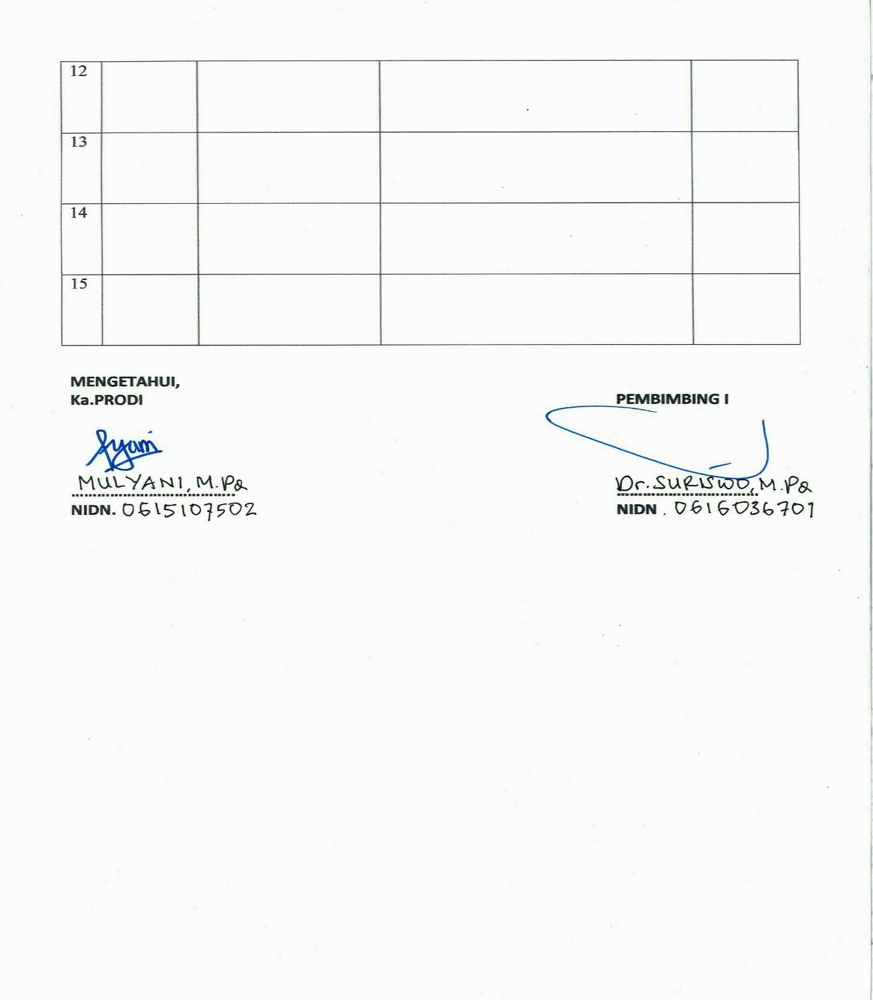 12
13
14
15
MENGETAHUI,
Ka.PRODI
PEMBIMBING I
MULYANI, M.Pd
NIDN. 0615107502
Dr. SURISWO, M.Pd
NIDN. 0616036701